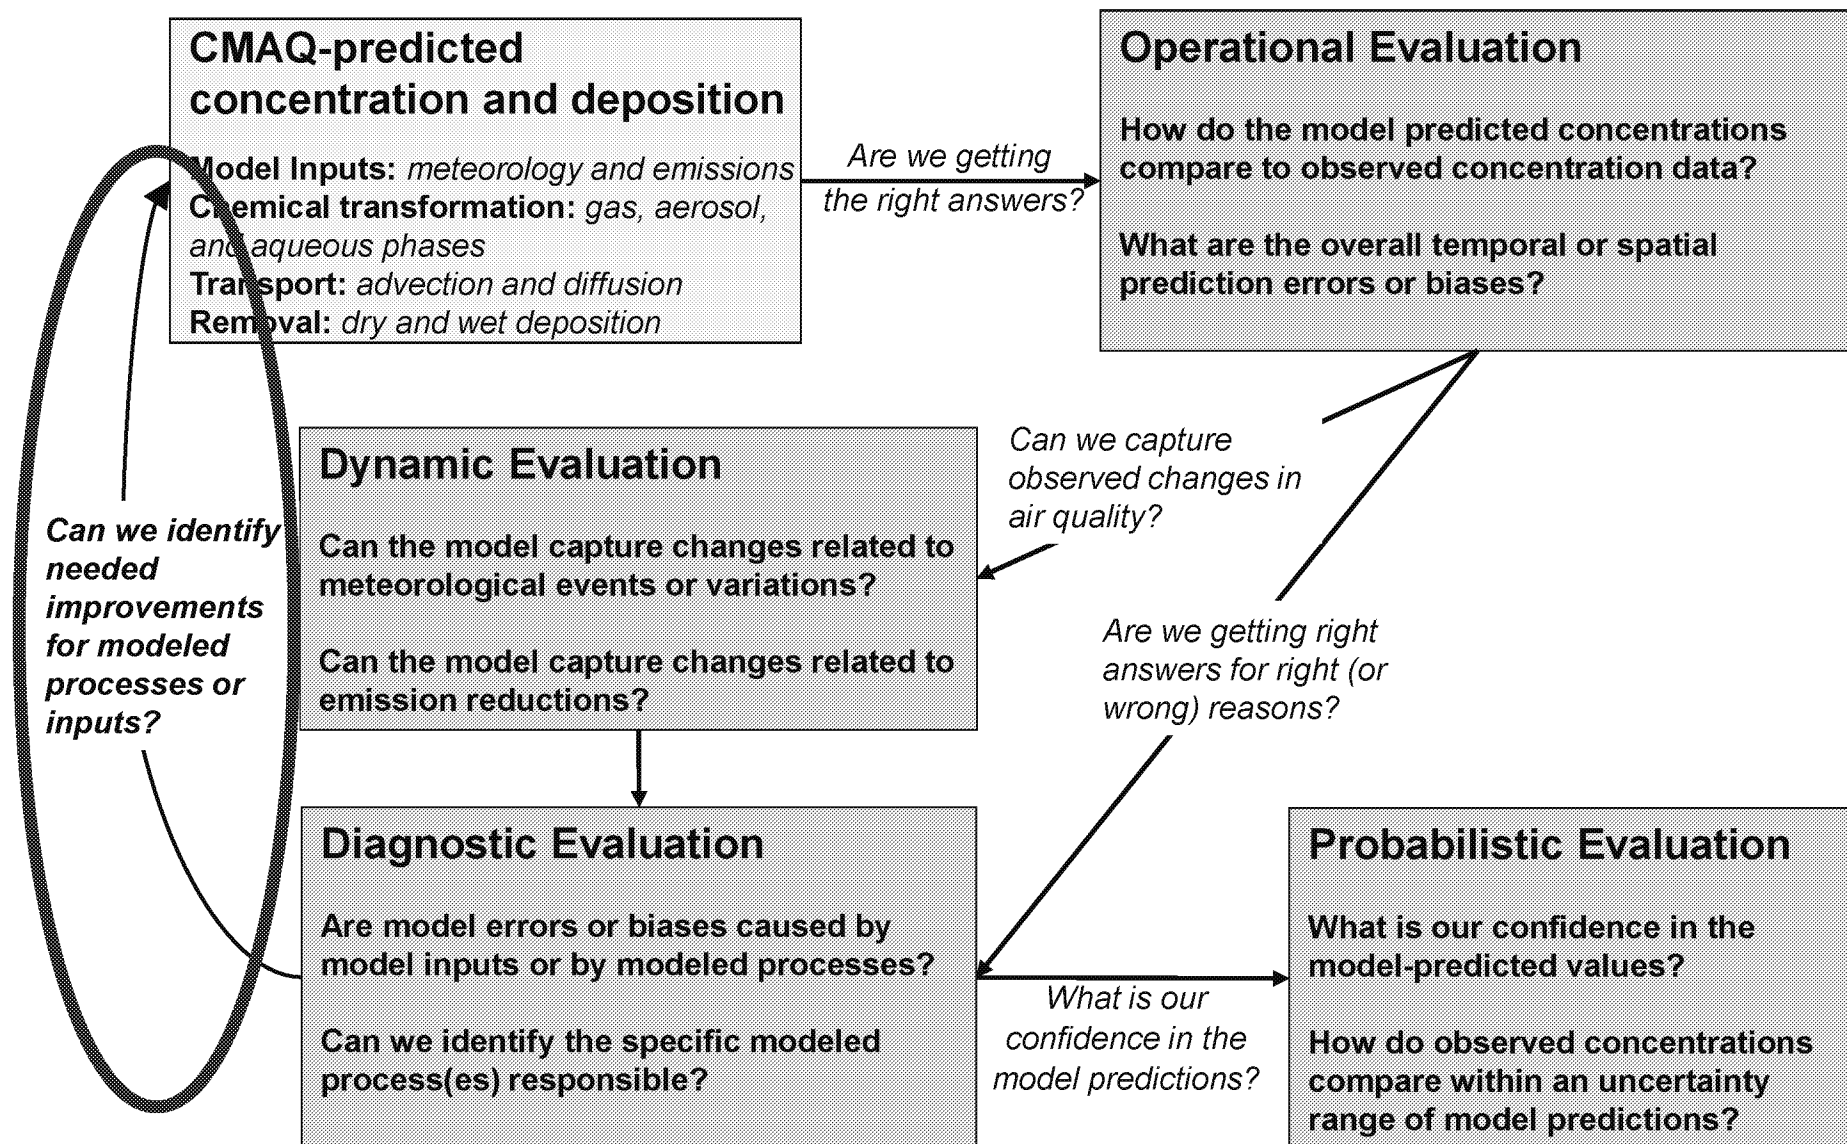 CMAQ-predicted
concentration and deposition
Model Inputs: meteorology and emissions
Chemical transformation: gas, aerosol,
and aqueous phases
Transport: advection and diffusion
Removal: dry and wet deposition
Are we getting
the right answers?
Operational Evaluation
How do the model predicted concentrations
compare to observed concentration data?
What are the overall temporal or spatial
prediction errors or biases?
Can we capture
observed changes in
air quality?
Dynamic Evaluation
Can the model capture changes related to
meteorological events or variations?
Can the model capture changes related to
emission reductions?
Can we identify
needed
improvements
for modeled
processes or
inputs?
Are we getting right
answers for right (or
wrong) reasons?
Diagnostic Evaluation
Are model errors or biases caused by
model inputs or by modeled processes?
Can we identify the specific modeled
process(es) responsible?
What is our
confidence in the
model predictions?
Probabilistic Evaluation
What is our confidence in the
model-predicted values?
How do observed concentrations
compare within an uncertainty
range of model predictions?